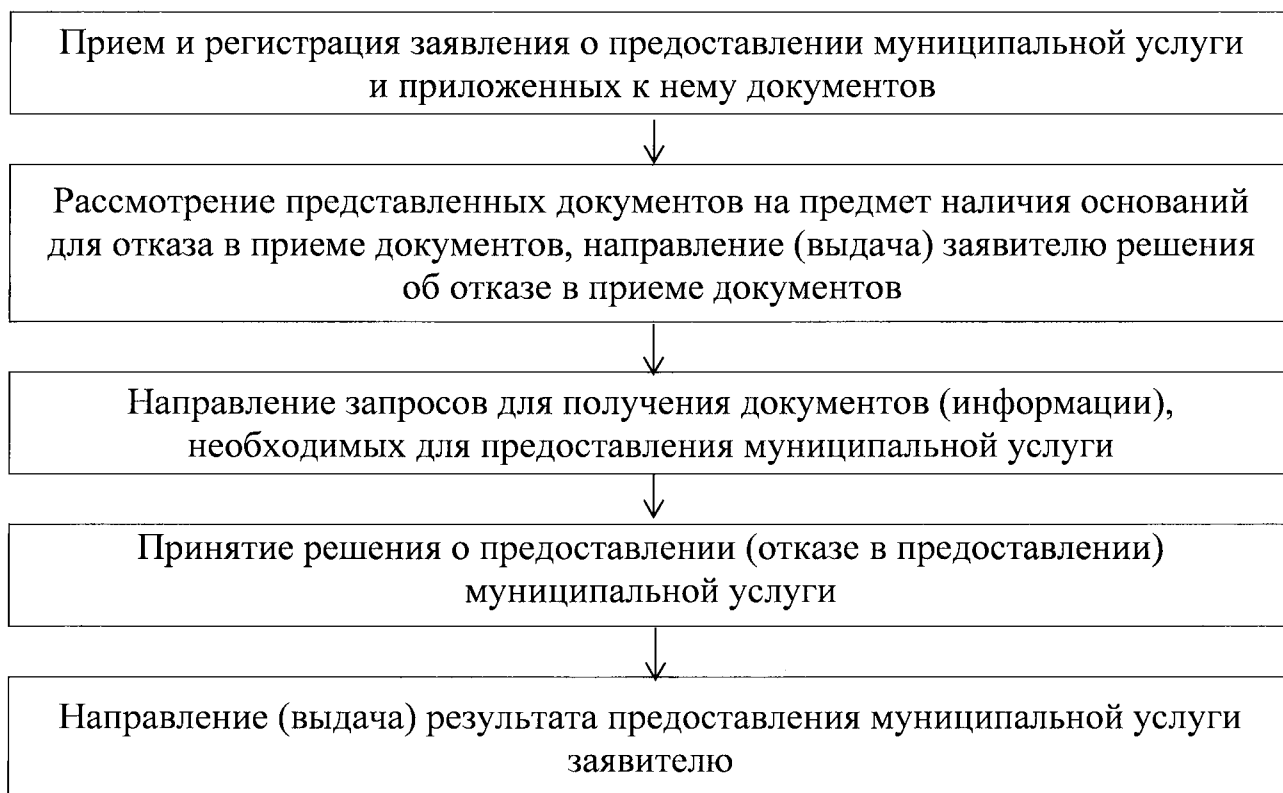 Прием и регистрация заявления о предоставлении муниципальной услуги
и приложенных к нему документов
Рассмотрение представленных документов на предмет наличия оснований
для отказа в приеме документов, направление (выдача) заявителю решения
об отказе в приеме документов
Направление запросов для получения документов (информации),
необходимых для предоставления муниципальной услуги
Принятие решения о предоставлении (отказе в предоставлении)
муниципальной услуги
Направление (выдача) результата предоставления муниципальной услуги
заявителю